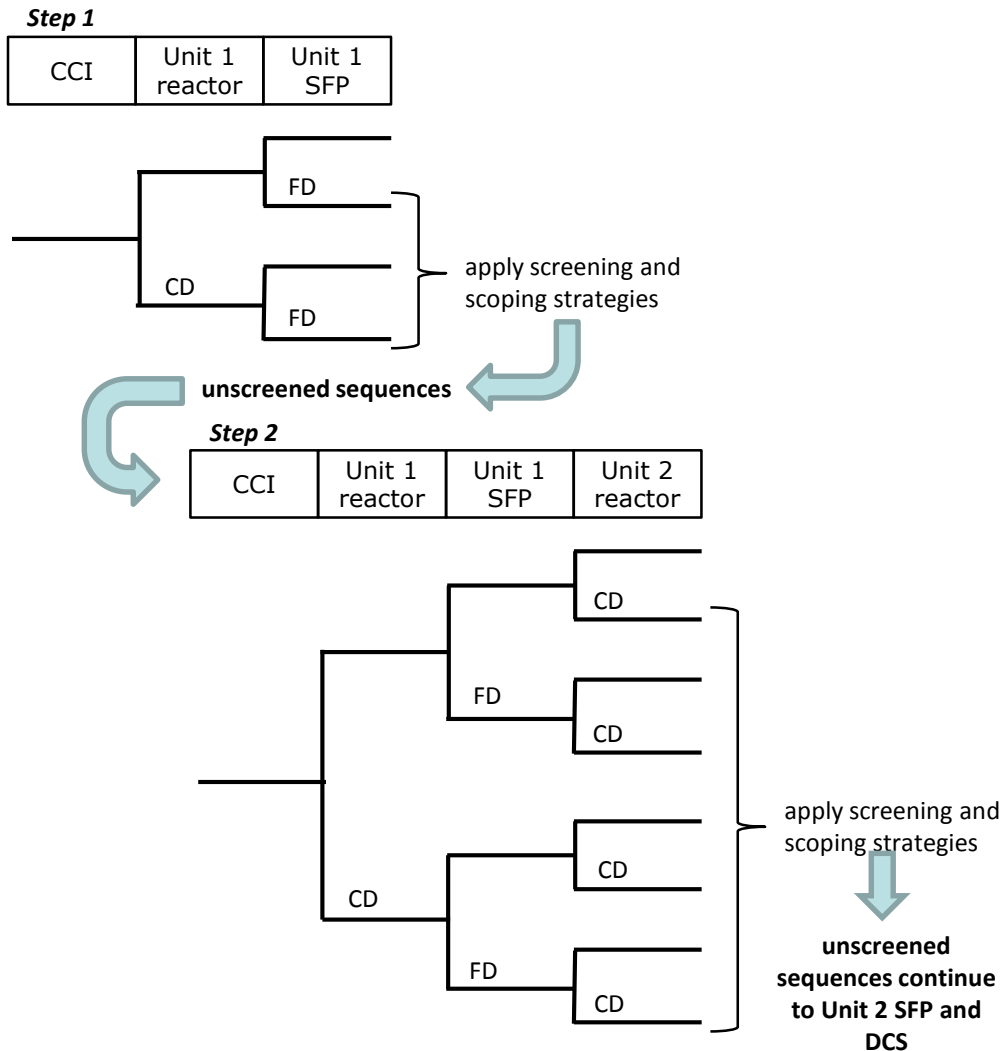 Step 1
CCI
Unit 1
reactor
Unit 1
SFP
FD
CD
FD
apply screening and
scoping strategies
unscreened sequences
Step 2
CCI
Unit 1
reactor
Unit 1
SFP
Unit 2
reactor
CD
FD
CD
CD
CD
FD
CD
apply screening and
scoping strategies
unscreened
sequences continue
to Unit 2 SFP and
DCS